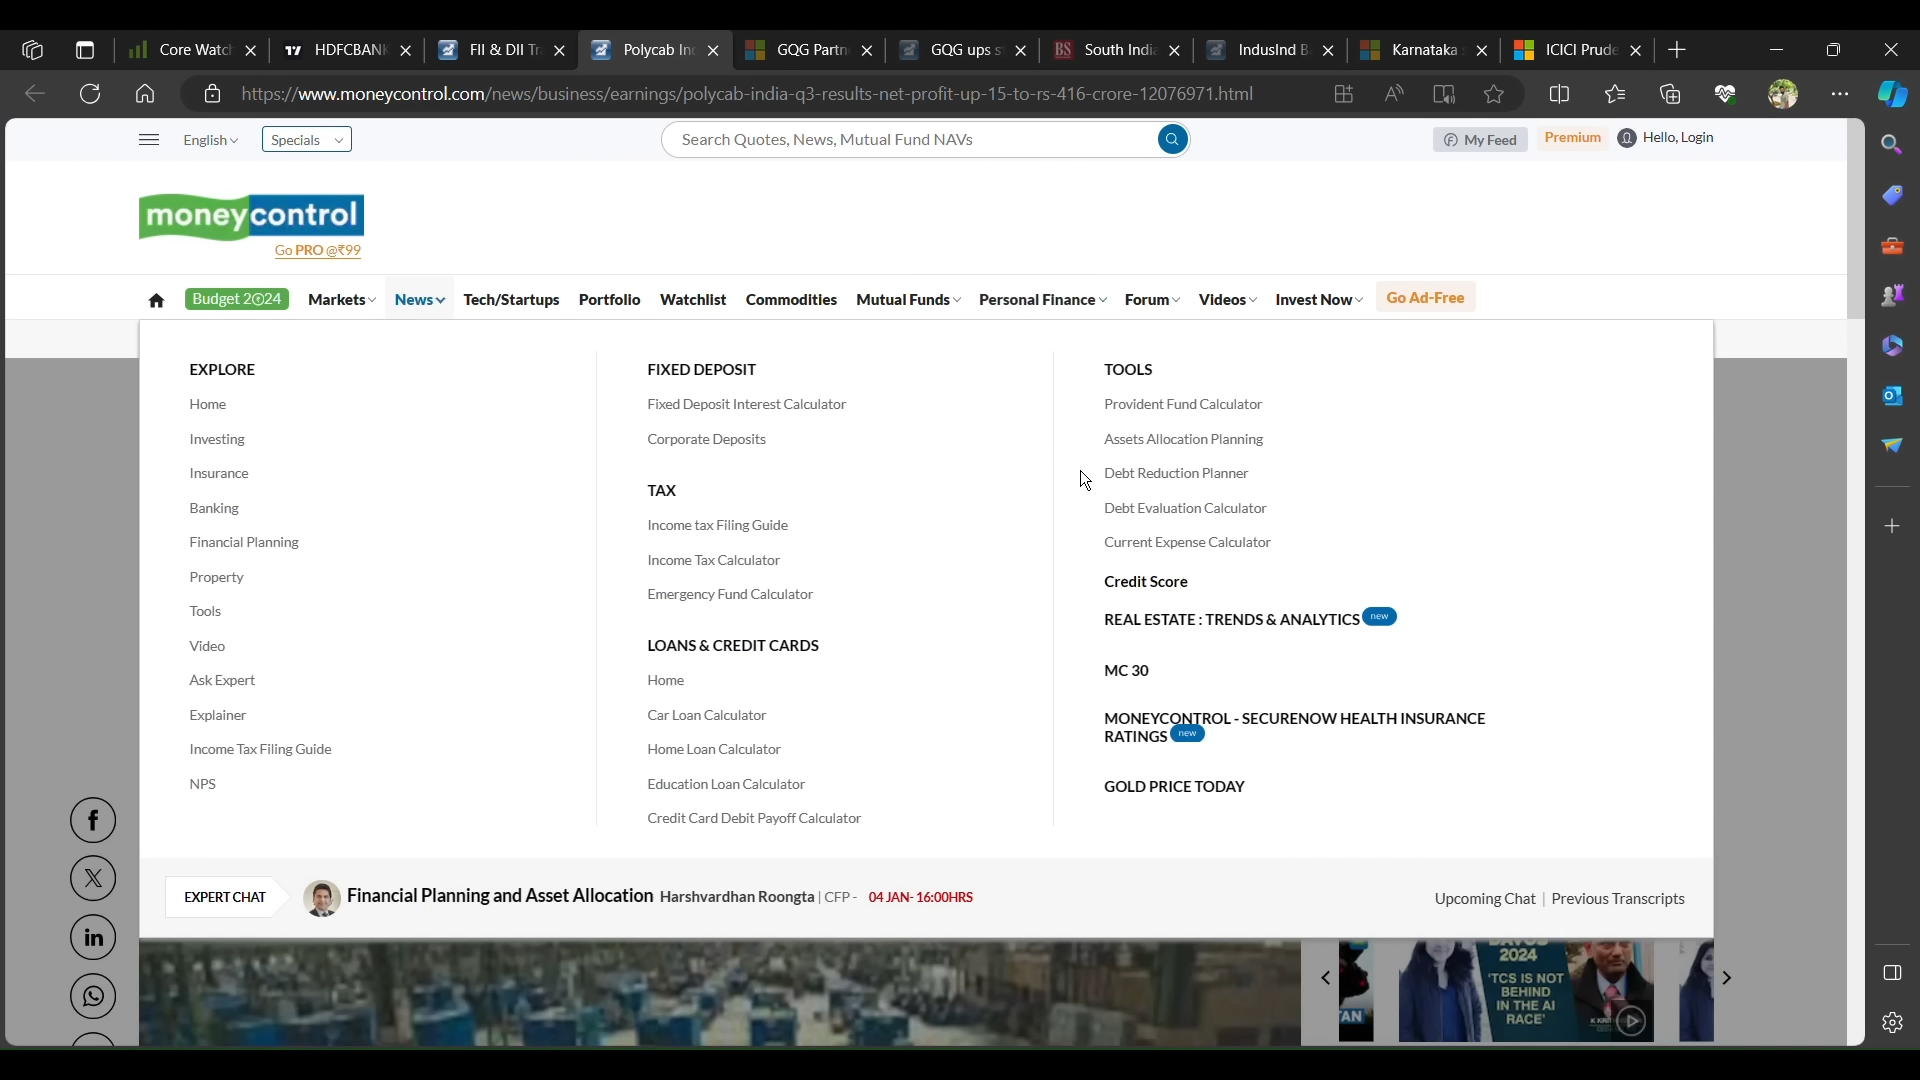 Core Watc
HDFCBANK
FII & DII Tr
Polycab In
GQG Partn
GQG ups s
South India
IndusInd B
Karnataka s
ICICI Prude
https://www.moneycontrol.com/news/business/earnings/polycab-india-q3-results-net-profit-up-15-to-rs-416-crore-12076971.html
English
Specials
Search Quotes, News, Mutual Fund NAVs
My Feed
Premium
Hello, Login
moneycontrol
Go PRO @₹99
Budget 2024
Markets
News
Tech/Startups
Portfolio
Watchlist
Commodities
Mutual Funds
Personal Finance
Forum
Videos
Invest Now
Go Ad-Free
EXPLORE
Home
Investing
Insurance
Banking
Financial Planning
Property
Tools
Video
Ask Expert
Explainer
Income Tax Filing Guide
NPS
FIXED DEPOSIT
Fixed Deposit Interest Calculator
Corporate Deposits
TAX
Income tax Filing Guide
Income Tax Calculator
Emergency Fund Calculator
LOANS & CREDIT CARDS
Home
Car Loan Calculator
Home Loan Calculator
Education Loan Calculator
Credit Card Debit Payoff Calculator
TOOLS
Provident Fund Calculator
Assets Allocation Planning
Debt Reduction Planner
Debt Evaluation Calculator
Current Expense Calculator
Credit Score
REAL ESTATE : TRENDS & ANALYTICS new
MC 30
MONEYCONTROL - SECURENOW HEALTH INSURANCE
RATINGS new
GOLD PRICE TODAY
EXPERT CHAT
Financial Planning and Asset Allocation Harshvardhan Roongta | CFP - 04 JAN- 16:00HRS
Upcoming Chat | Previous Transcripts
DAVOS
2024
'TCS IS NOT
BEHIND
IN THE AI
RACE'